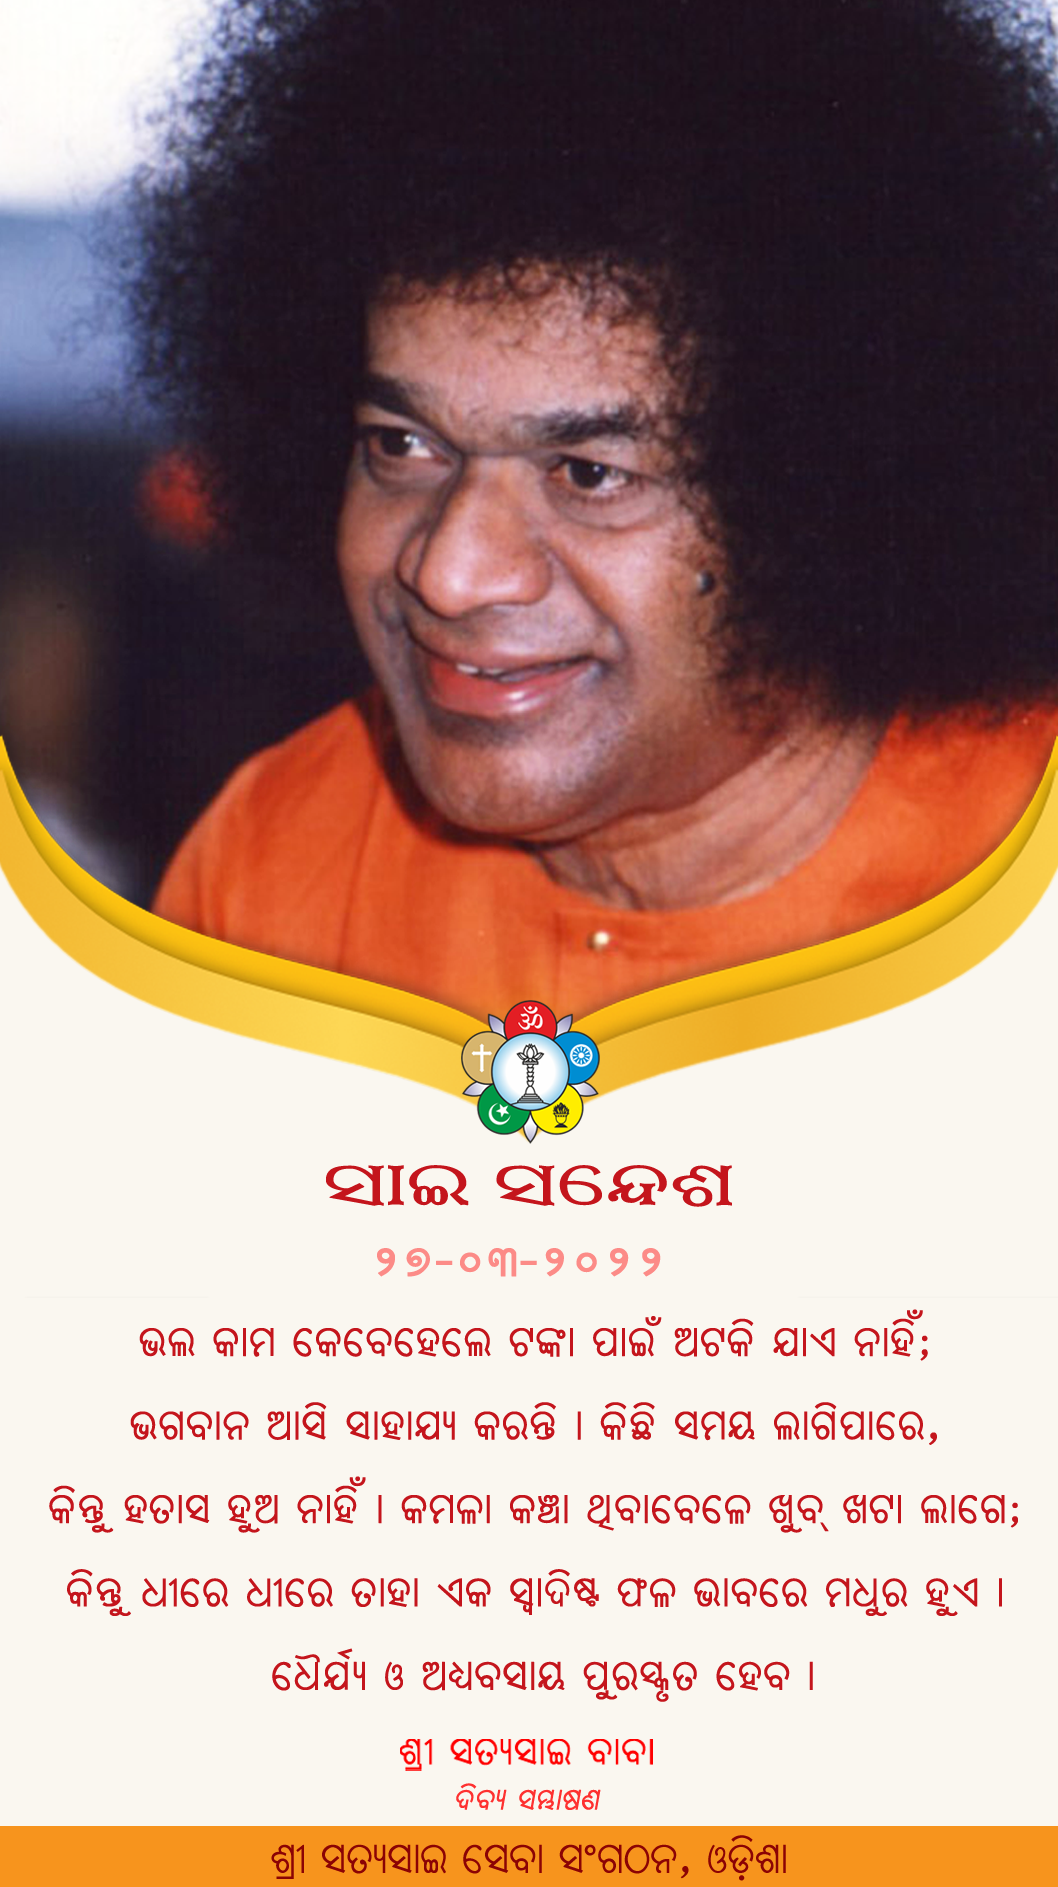 ॐ
ସାଇ ସନ୍ଦେଶ
୨୭-୦୩-୨୦୨୨
ଭଲ କାମ କେବେହେଲେ ଟଙ୍କା ପାଇଁ ଅଟକି ଯାଏ ନାହିଁ;
ଭଗବାନ ଆସି ସାହାଯ୍ୟ କରନ୍ତି । କିଛି ସମୟ ଲାଗିପାରେ,
କିନ୍ତୁ ହତାସ ହୁଅ ନାହିଁ । କମଳା କଞ୍ଚା ଥିବାବେଳେ ଖୁବ୍ ଖଟା ଲାଗେ;
କିନ୍ତୁ ଧୀରେ ଧୀରେ ତାହା ଏକ ସ୍ୱାଦିଷ୍ଟ ଫଳ ଭାବରେ ମଧୁର ହୁଏ ।
ଧୈର୍ଯ୍ୟ ଓ ଅଧ୍ୟବସାୟ ପୁରସ୍କୃତ ହେବ ।
ଶ୍ରୀ ସତ୍ୟସାଇ ବାବା
ଦିବ୍ୟ ସମ୍ଭାଷଣ
ଶ୍ରୀ ସତ୍ୟସାଇ ସେବା ସଂଗଠନ, ଓଡ଼ିଶା